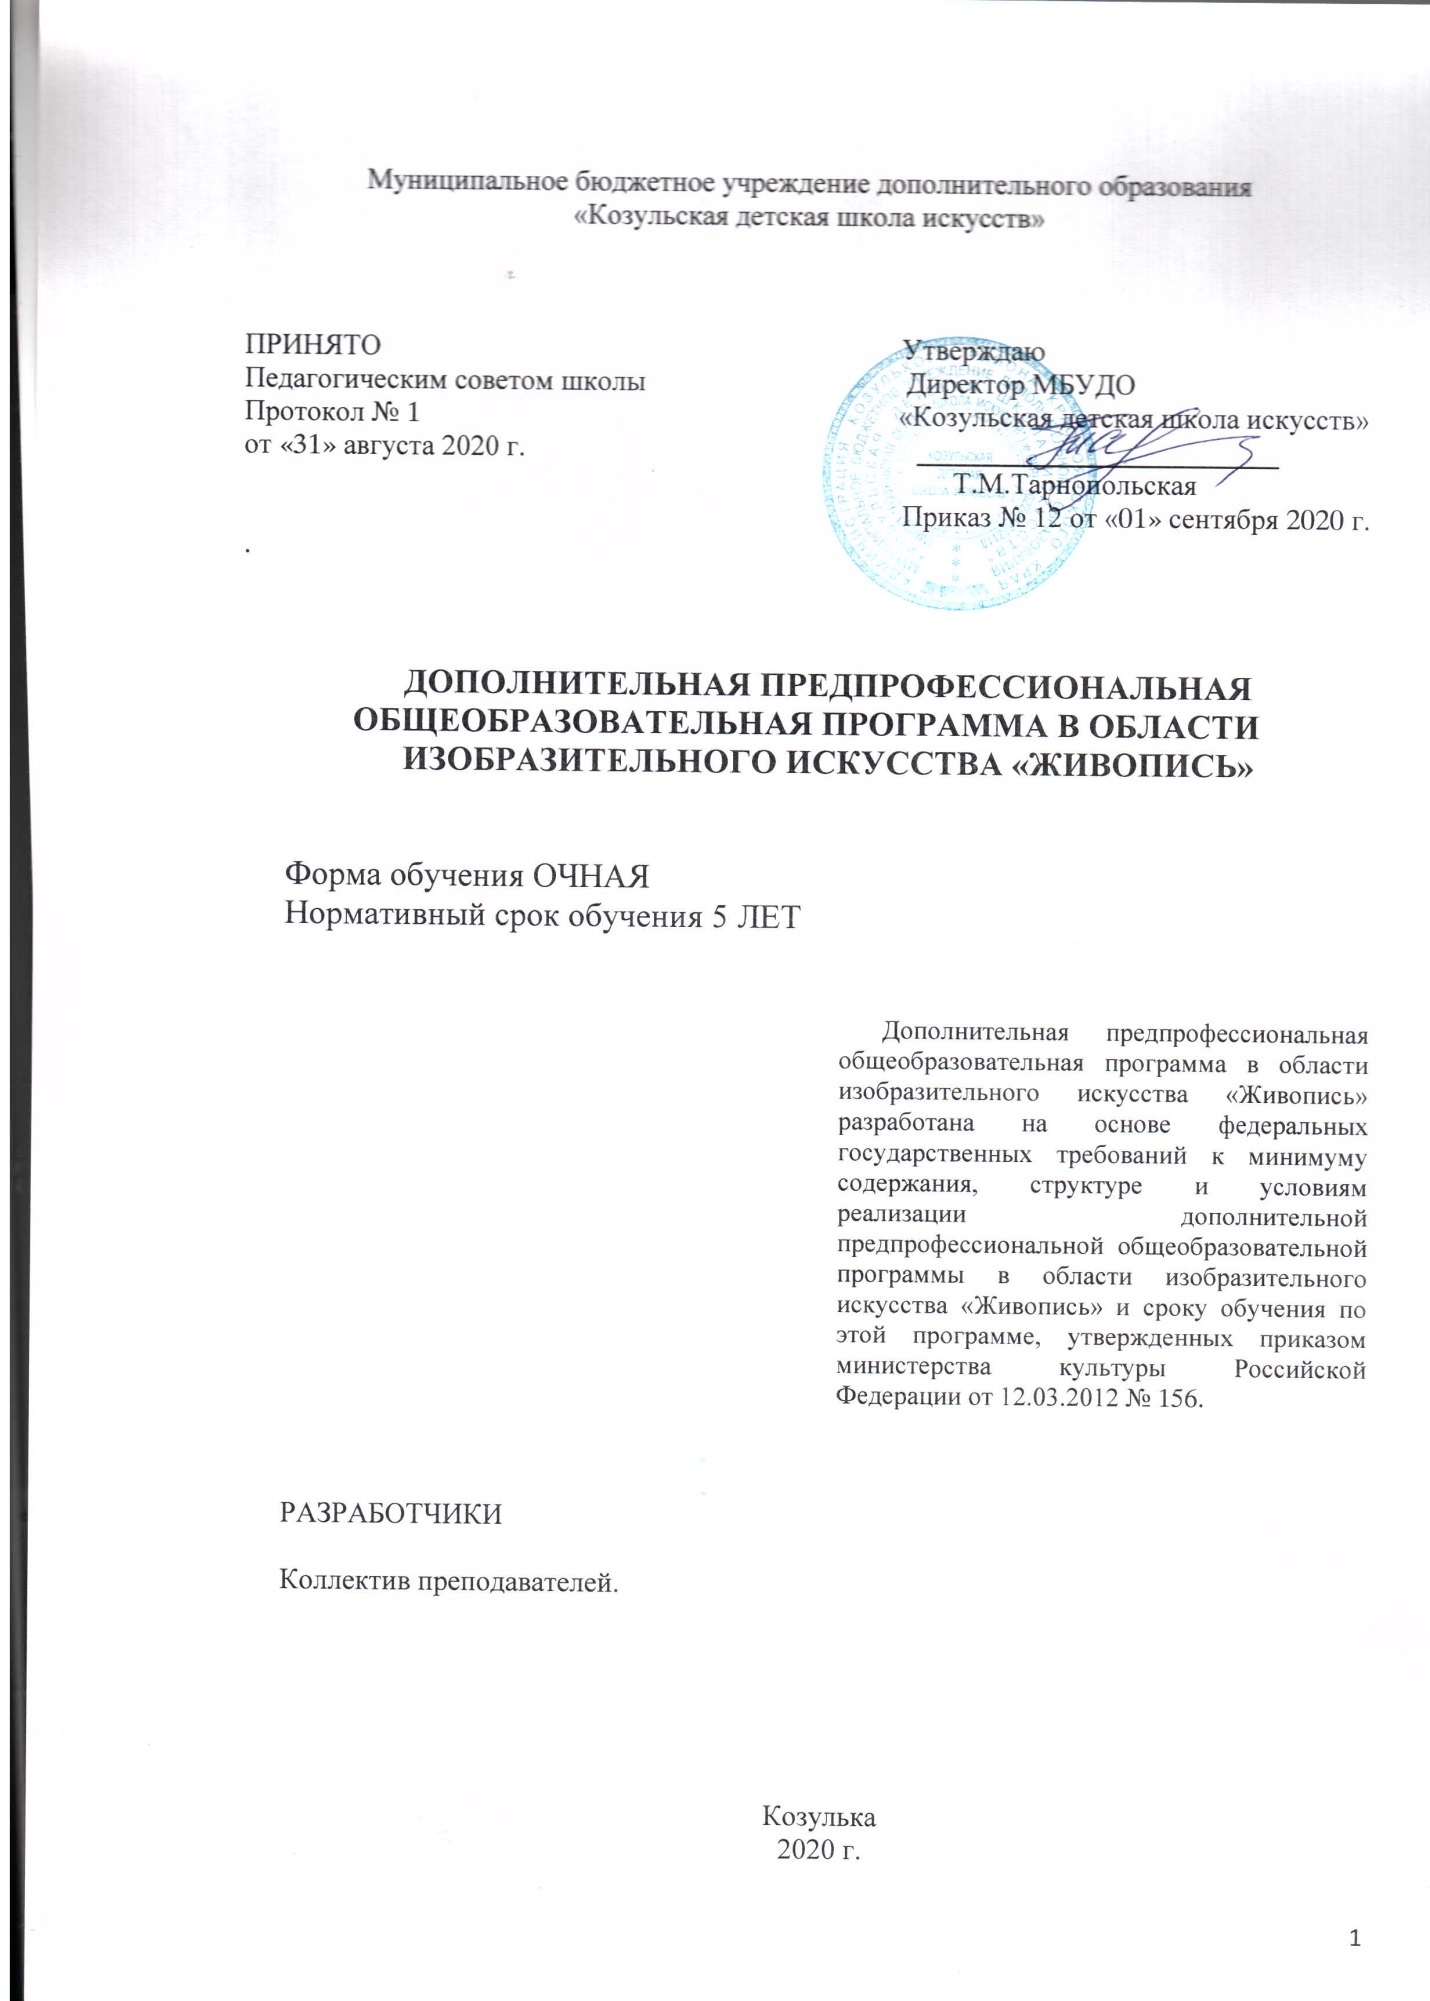 Муниципальное бюджетное учреждение дополнительного образования
«Козульская детская школа искусств»
ПРИНЯТО
Педагогическим советом школы
Протокол № 1
от «31» августа 2020 г.
.
Утверждаю
Директор МБУДО
«Козульская детская школа искусств»
Т.М.Тарнопольская
Приказ № 12 от «01» сентября 2020 г.
КОЗУЛЬСКАЯ
ДОПОЛНИТЕЛЬНАЯ ПРЕДПРОФЕССИОНАЛЬНАЯ
ОБЩЕОБРАЗОВАТЕЛЬНАЯ ПРОГРАММА В ОБЛАСТИ
ИЗОБРАЗИТЕЛЬНОГО ИСКУССТВА «ЖИВОПИСЬ»
Форма обучения ОЧНАЯ
Нормативный срок обучения 5 ЛЕТ
Дополнительная предпрофессиональная
общеобразовательная программа в области
изобразительного искусства «Живопись»
разработана на основе федеральных
государственных требований к минимуму
содержания, структуре и условиям
реализации дополнительной
предпрофессиональной общеобразовательной
программы в области изобразительного
искусства «Живопись» и сроку обучения по
этой программе, утвержденных приказом
министерства культуры Российской
Федерации от 12.03.2012 № 156.
РАЗРАБОТЧИКИ
Коллектив преподавателей.
Козулька
2020 г.
1